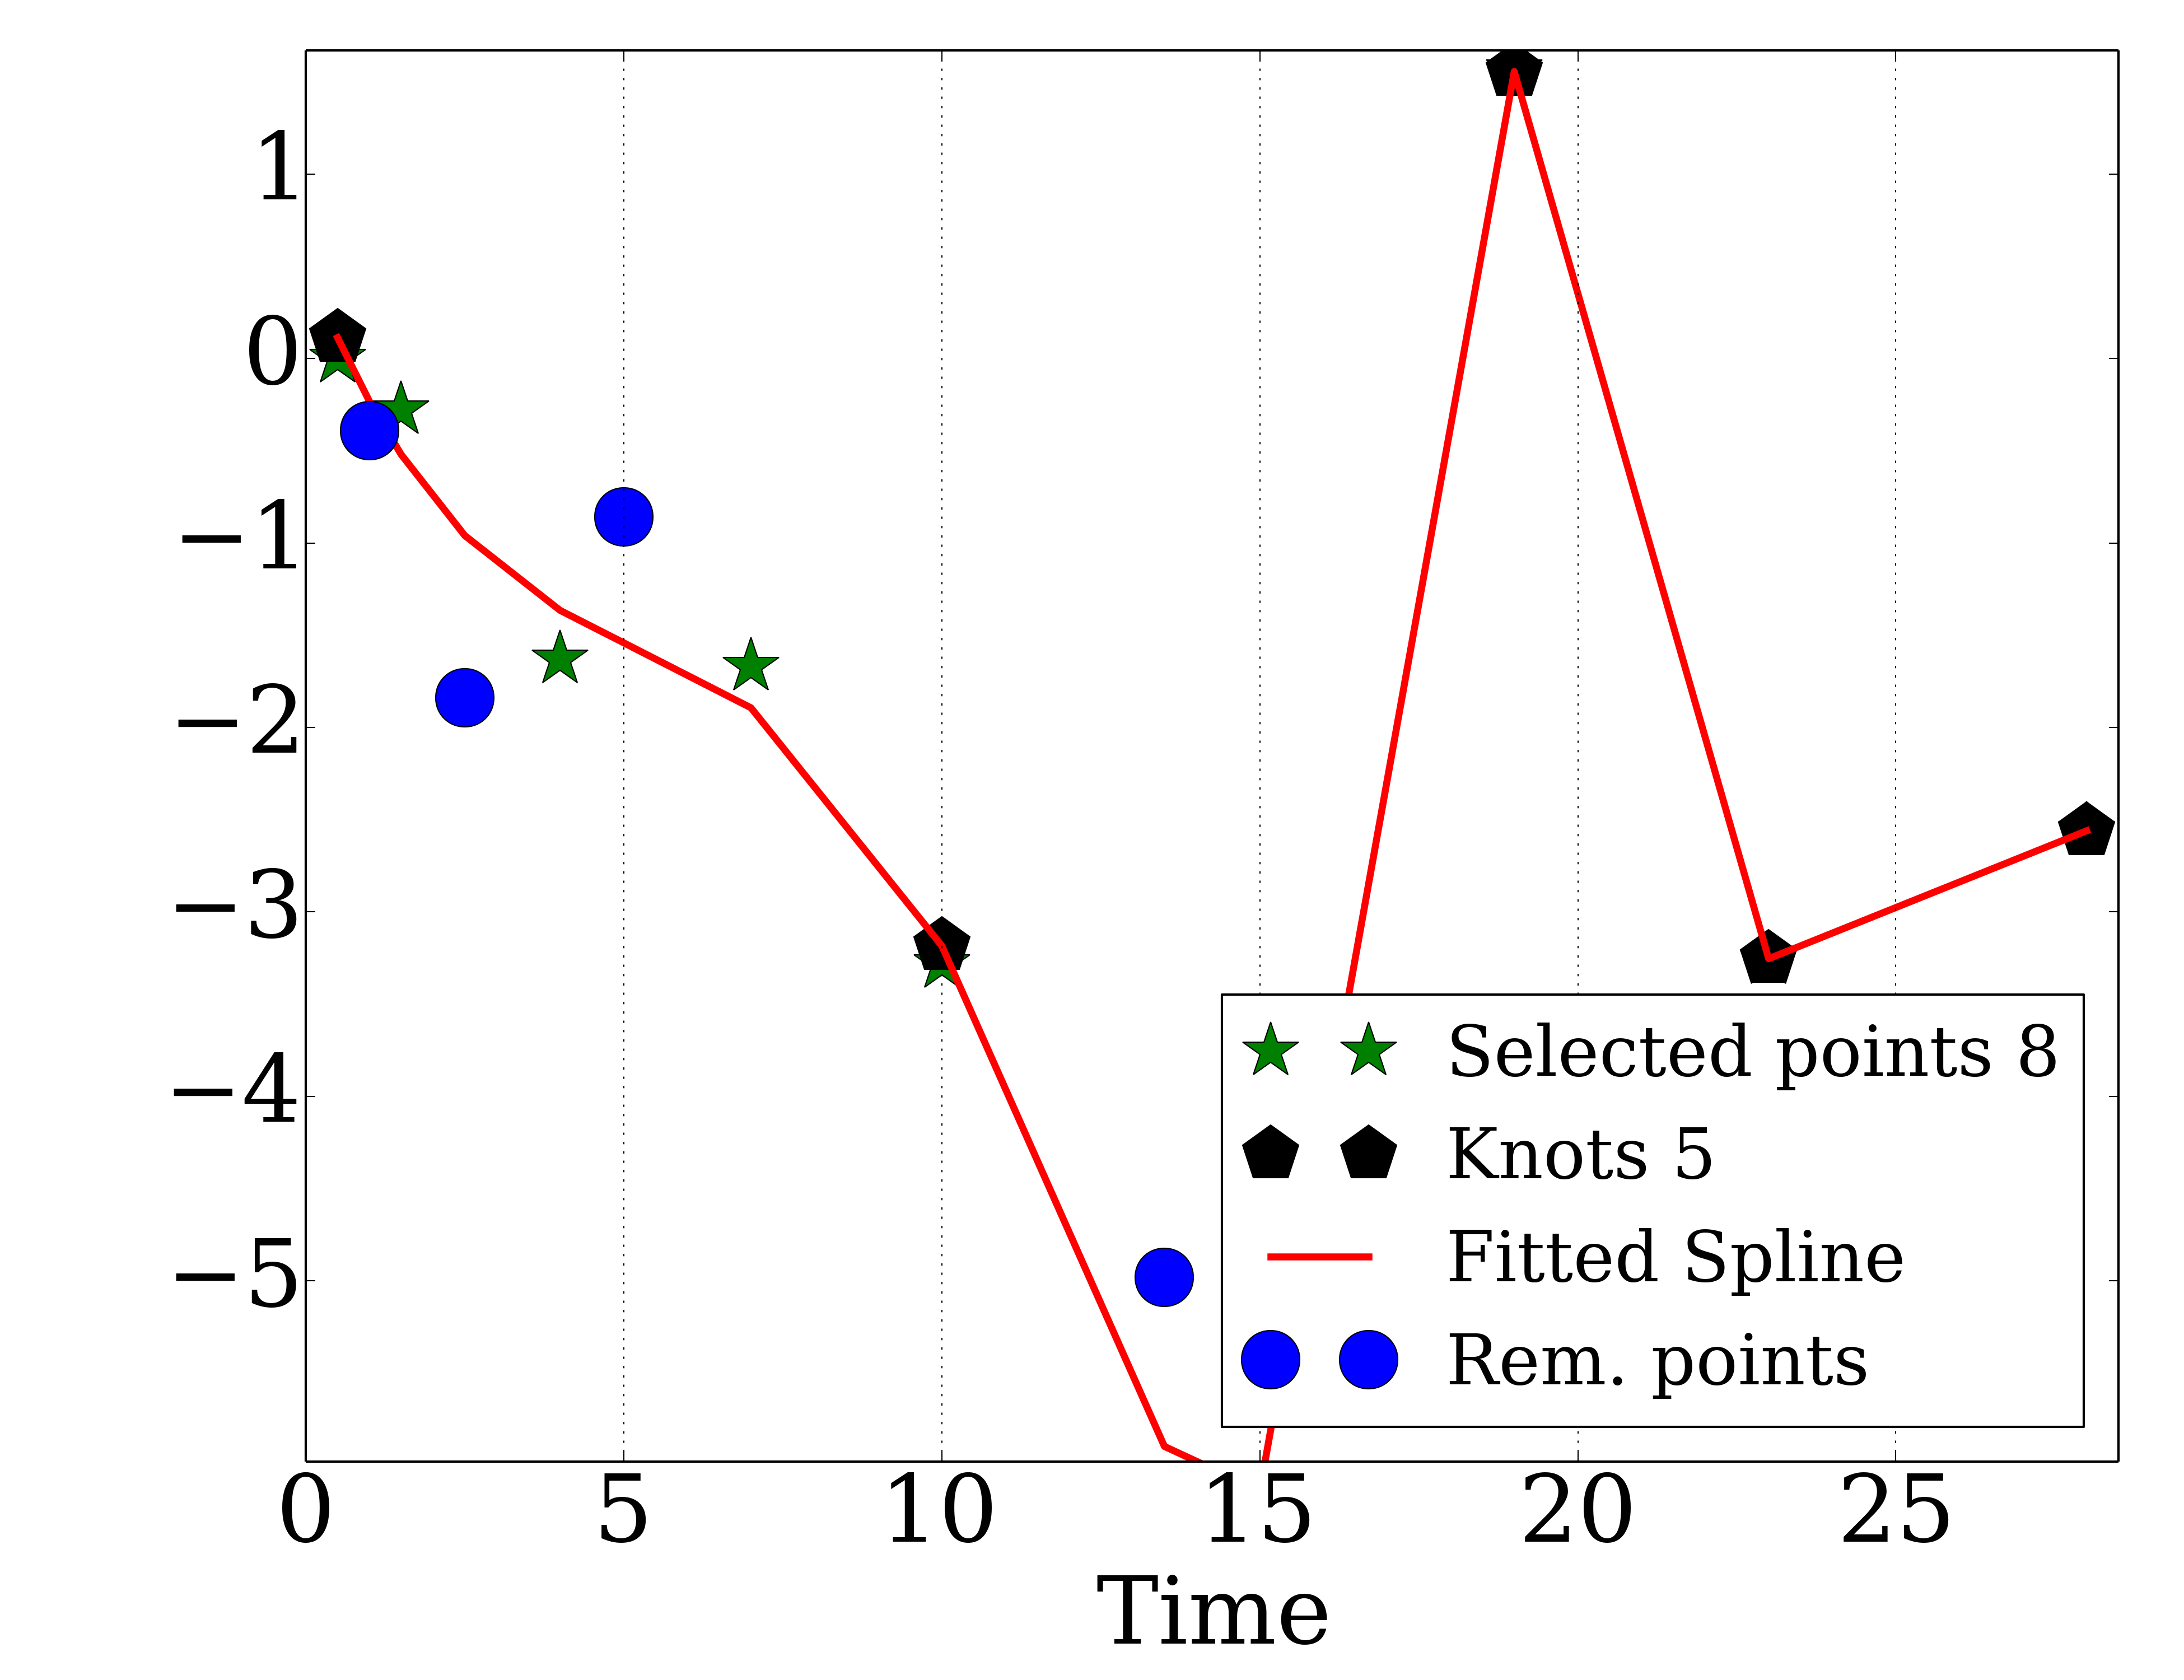 1
0
−1
−2
−3
−4
−5
Selected points 8
Knots 5
Fitted Spline
Rem. points
0 5 10 15 20 25
Time